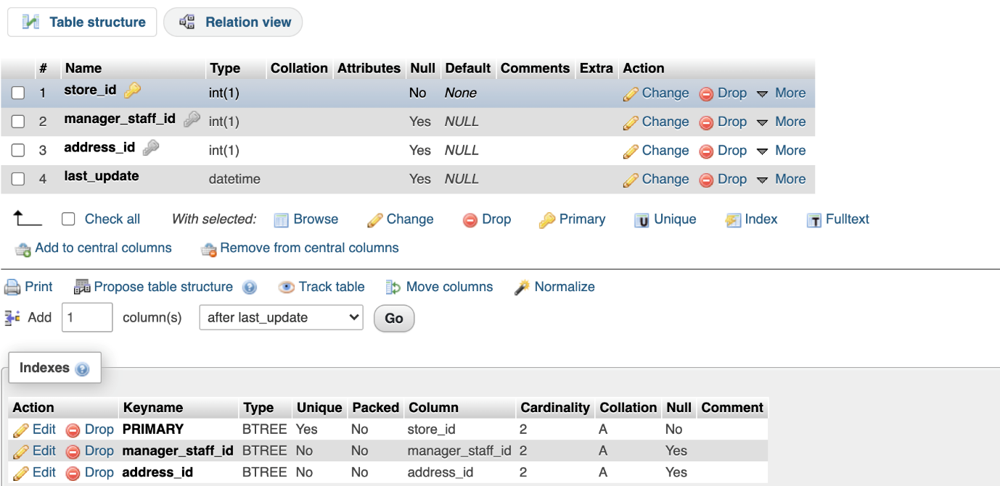 Table structure Relation view
# Name Type Collation Attributes Null Default Comments Extra Action
1 store_id int(1) No None Change Drop More
2 manager_staff_id int(1) Yes NULL Change Drop More
3 address_id int(1) Yes NULL Change Drop More
4 last_update datetime Yes NULL Change Drop More
Check all With selected: Browse Change Drop Primary Unique Index Fulltext
Add to central columns Remove from central columns
Print Propose table structure Track table Move columns Normalize
Add 1 column(s) after last_update Go
Indexes
Action Keyname Type Unique Packed Column Cardinality Collation Null Comment
Edit Drop PRIMARY BTREE Yes No store_id 2 A No
Edit Drop manager_staff_id BTREE No No manager_staff_id 2 A Yes
Edit Drop address_id BTREE No No address_id 2 A Yes